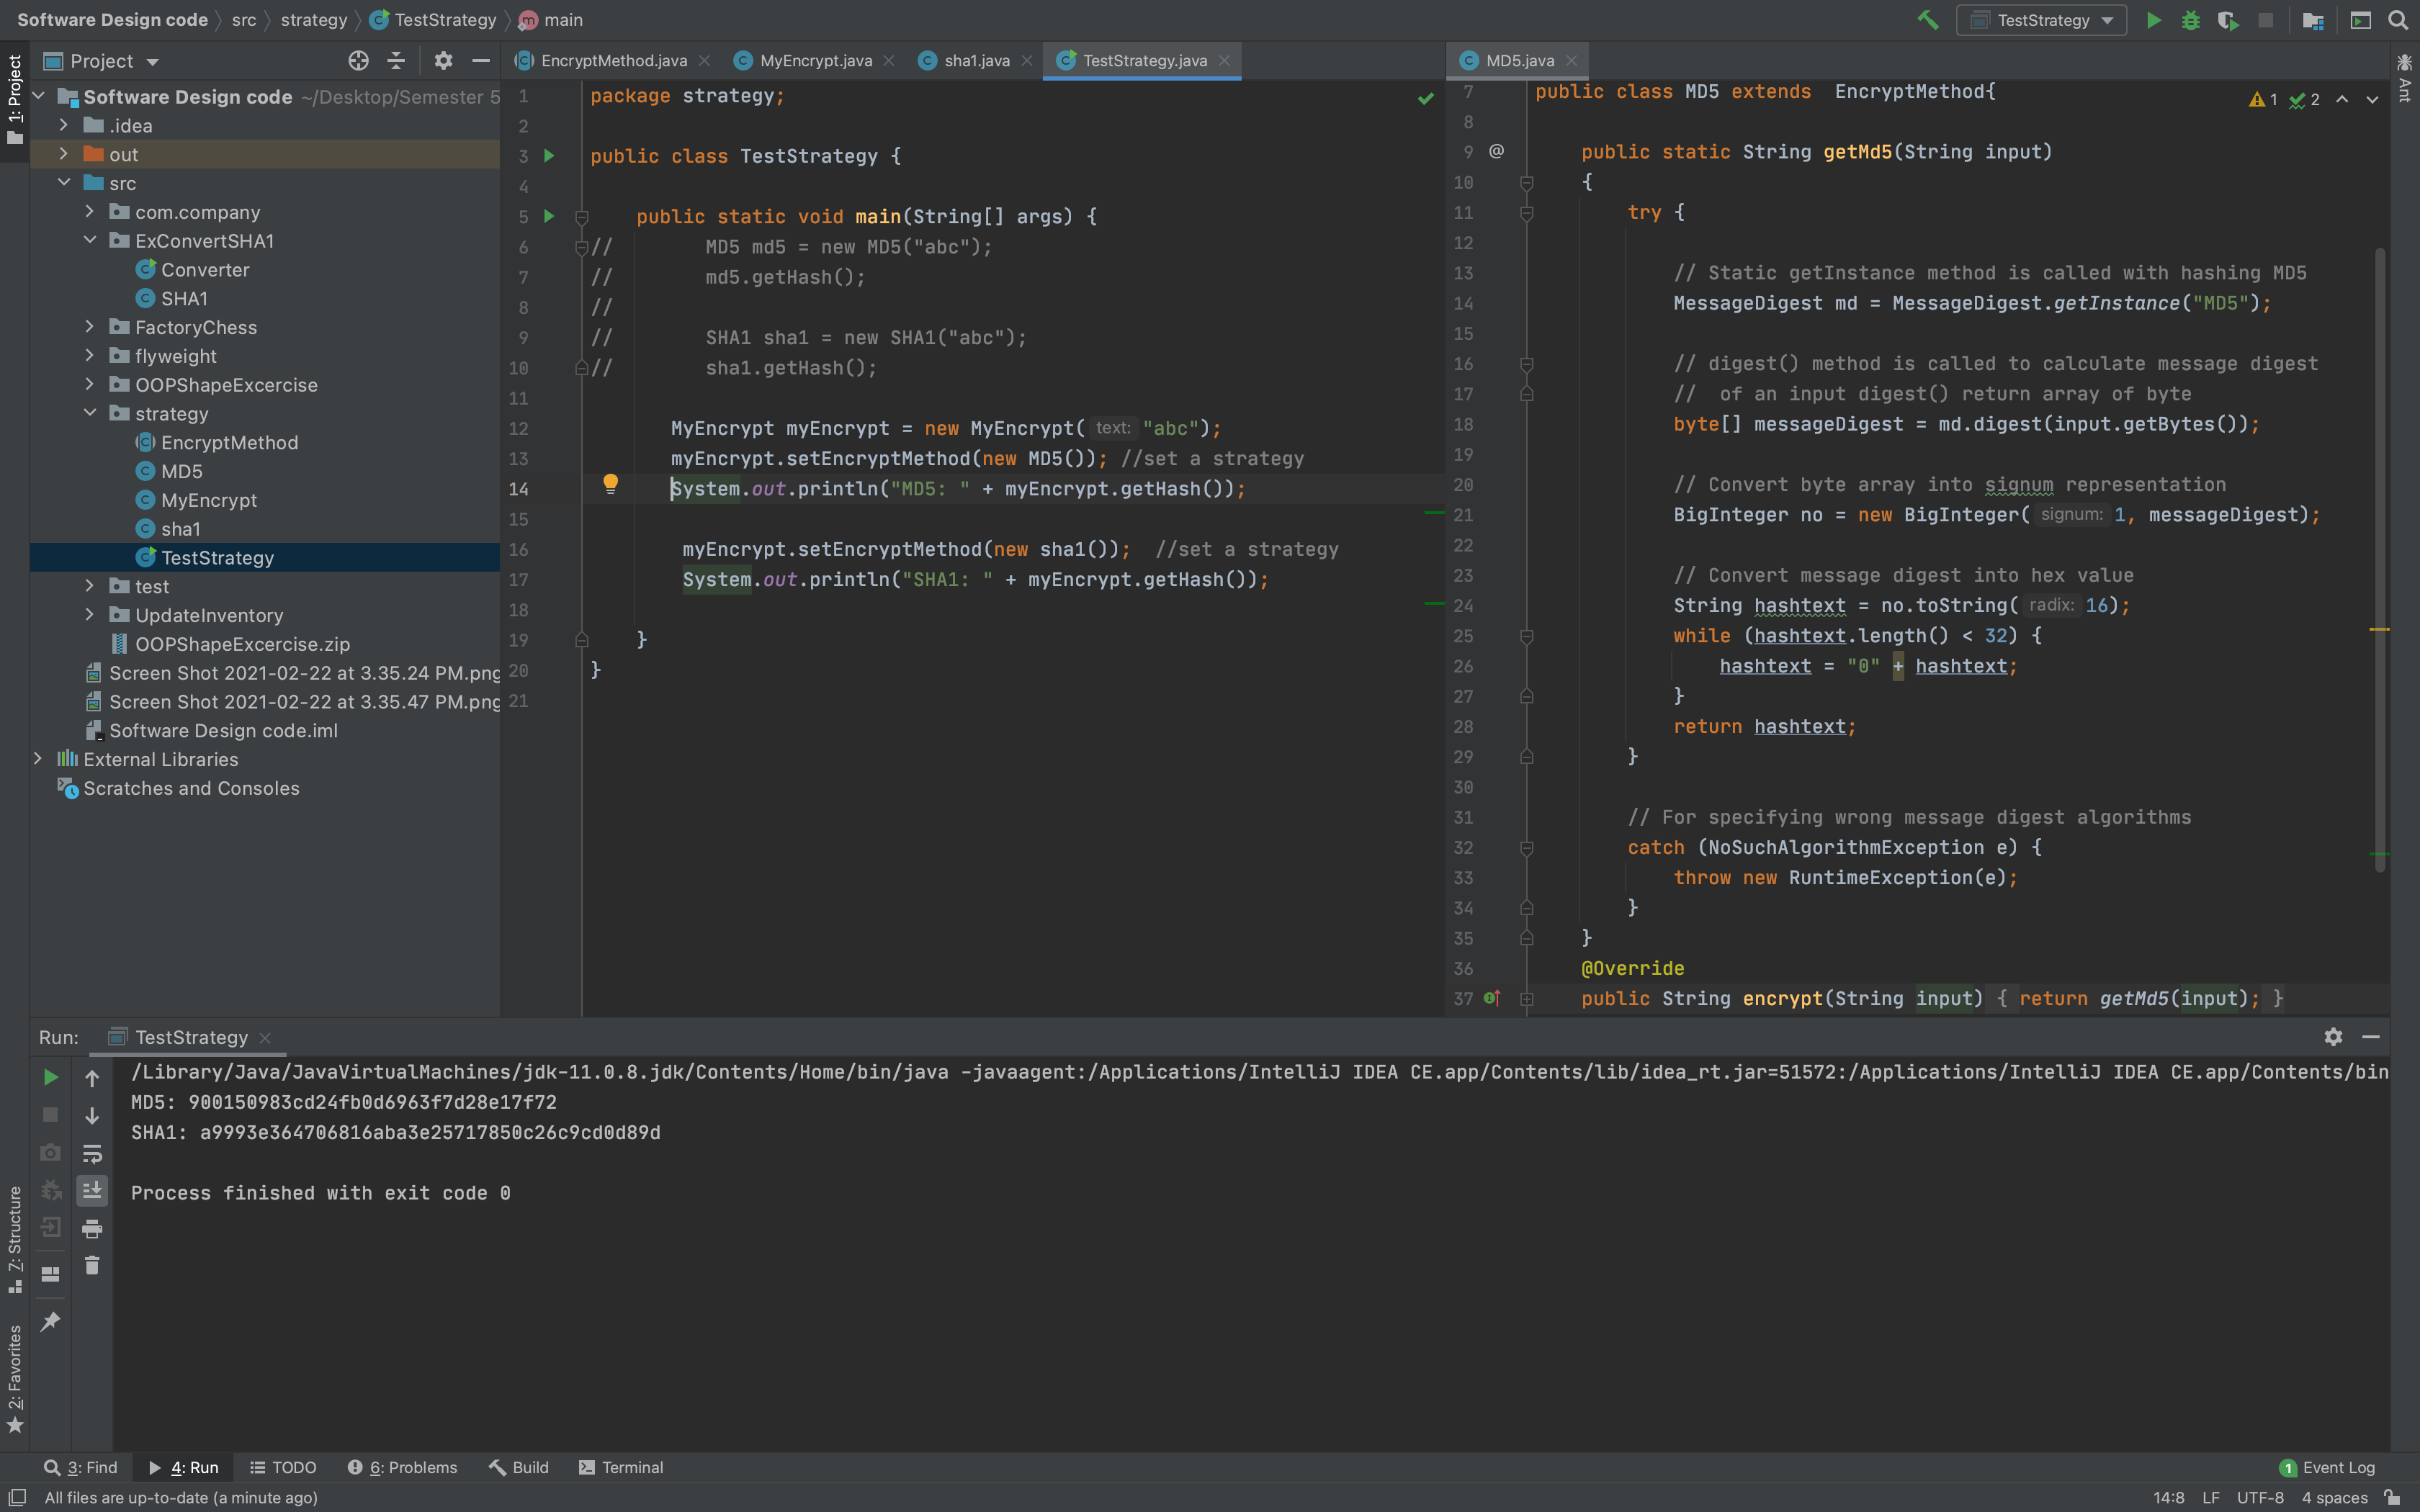 Software Design code src strategy TestStrategy main
TestStrategy
1: Project
Project
Software Design code ~/Desktop/Semester 5
.idea
out
src
com.company
ExConvertSHA1
Converter
SHA1
FactoryChess
flyweight
OOPShapeExcercise
strategy
EncryptMethod
MD5
MyEncrypt
sha1
TestStrategy
test
UpdateInventory
OOPShapeExcercise.zip
Screen Shot 2021-02-22 at 3.35.24 PM.png
Screen Shot 2021-02-22 at 3.35.47 PM.png
Software Design code.iml
External Libraries
Scratches and Consoles
EncryptMethod.java MyEncrypt.java sha1.java TestStrategy.java
1 package strategy;
2
3 public class TestStrategy {
4
5 public static void main(String[] args) {
6 // MD5 md5 = new MD5("abc");
7 // md5.getHash();
8 //
9 // SHA1 sha1 = new SHA1("abc");
10 // sha1.getHash();
11
12 MyEncrypt myEncrypt = new MyEncrypt( text: "abc");
13 myEncrypt.setEncryptMethod(new MD5()); //set a strategy
14 System.out.println("MD5: " + myEncrypt.getHash());
15
16 myEncrypt.setEncryptMethod(new sha1()); //set a strategy
17 System.out.println("SHA1: " + myEncrypt.getHash());
18
19 }
20 }
21
MD5.java
1 2
7 public class MD5 extends EncryptMethod{
8
9 @ public static String getMd5(String input)
10 {
11 try {
12
13 // Static getInstance method is called with hashing MD5
14 MessageDigest md = MessageDigest.getInstance("MD5");
15
16 // digest() method is called to calculate message digest
17 // of an input digest() return array of byte
18 byte[] messageDigest = md.digest(input.getBytes());
19
20 // Convert byte array into signum representation
21 BigInteger no = new BigInteger( signum: 1, messageDigest);
22
23 // Convert message digest into hex value
24 String hashtext = no.toString( radix: 16);
25 while (hashtext.length() < 32) {
26 hashtext = "0" + hashtext;
27 }
28 return hashtext;
29 }
30
31 // For specifying wrong message digest algorithms
32 catch (NoSuchAlgorithmException e) {
33 throw new RuntimeException(e);
34 }
35 }
36 @Override
37 public String encrypt(String input) { return getMd5(input); }
Ant
Run: TestStrategy
/Library/Java/JavaVirtualMachines/jdk-11.0.8.jdk/Contents/Home/bin/java -javaagent:/Applications/IntelliJ IDEA CE.app/Contents/lib/idea_rt.jar=51572:/Applications/IntelliJ IDEA CE.app/Contents/bin
MD5: 900150983cd24fb0d6963f7d28e17f72
SHA1: a9993e364706816aba3e25717850c26c9cd0d89d
Process finished with exit code 0
7: Structure
2: Favorites
3: Find 4: Run TODO 6: Problems Build Terminal
1 Event Log
All files are up-to-date (a minute ago)
14:8 LF UTF-8 4 spaces